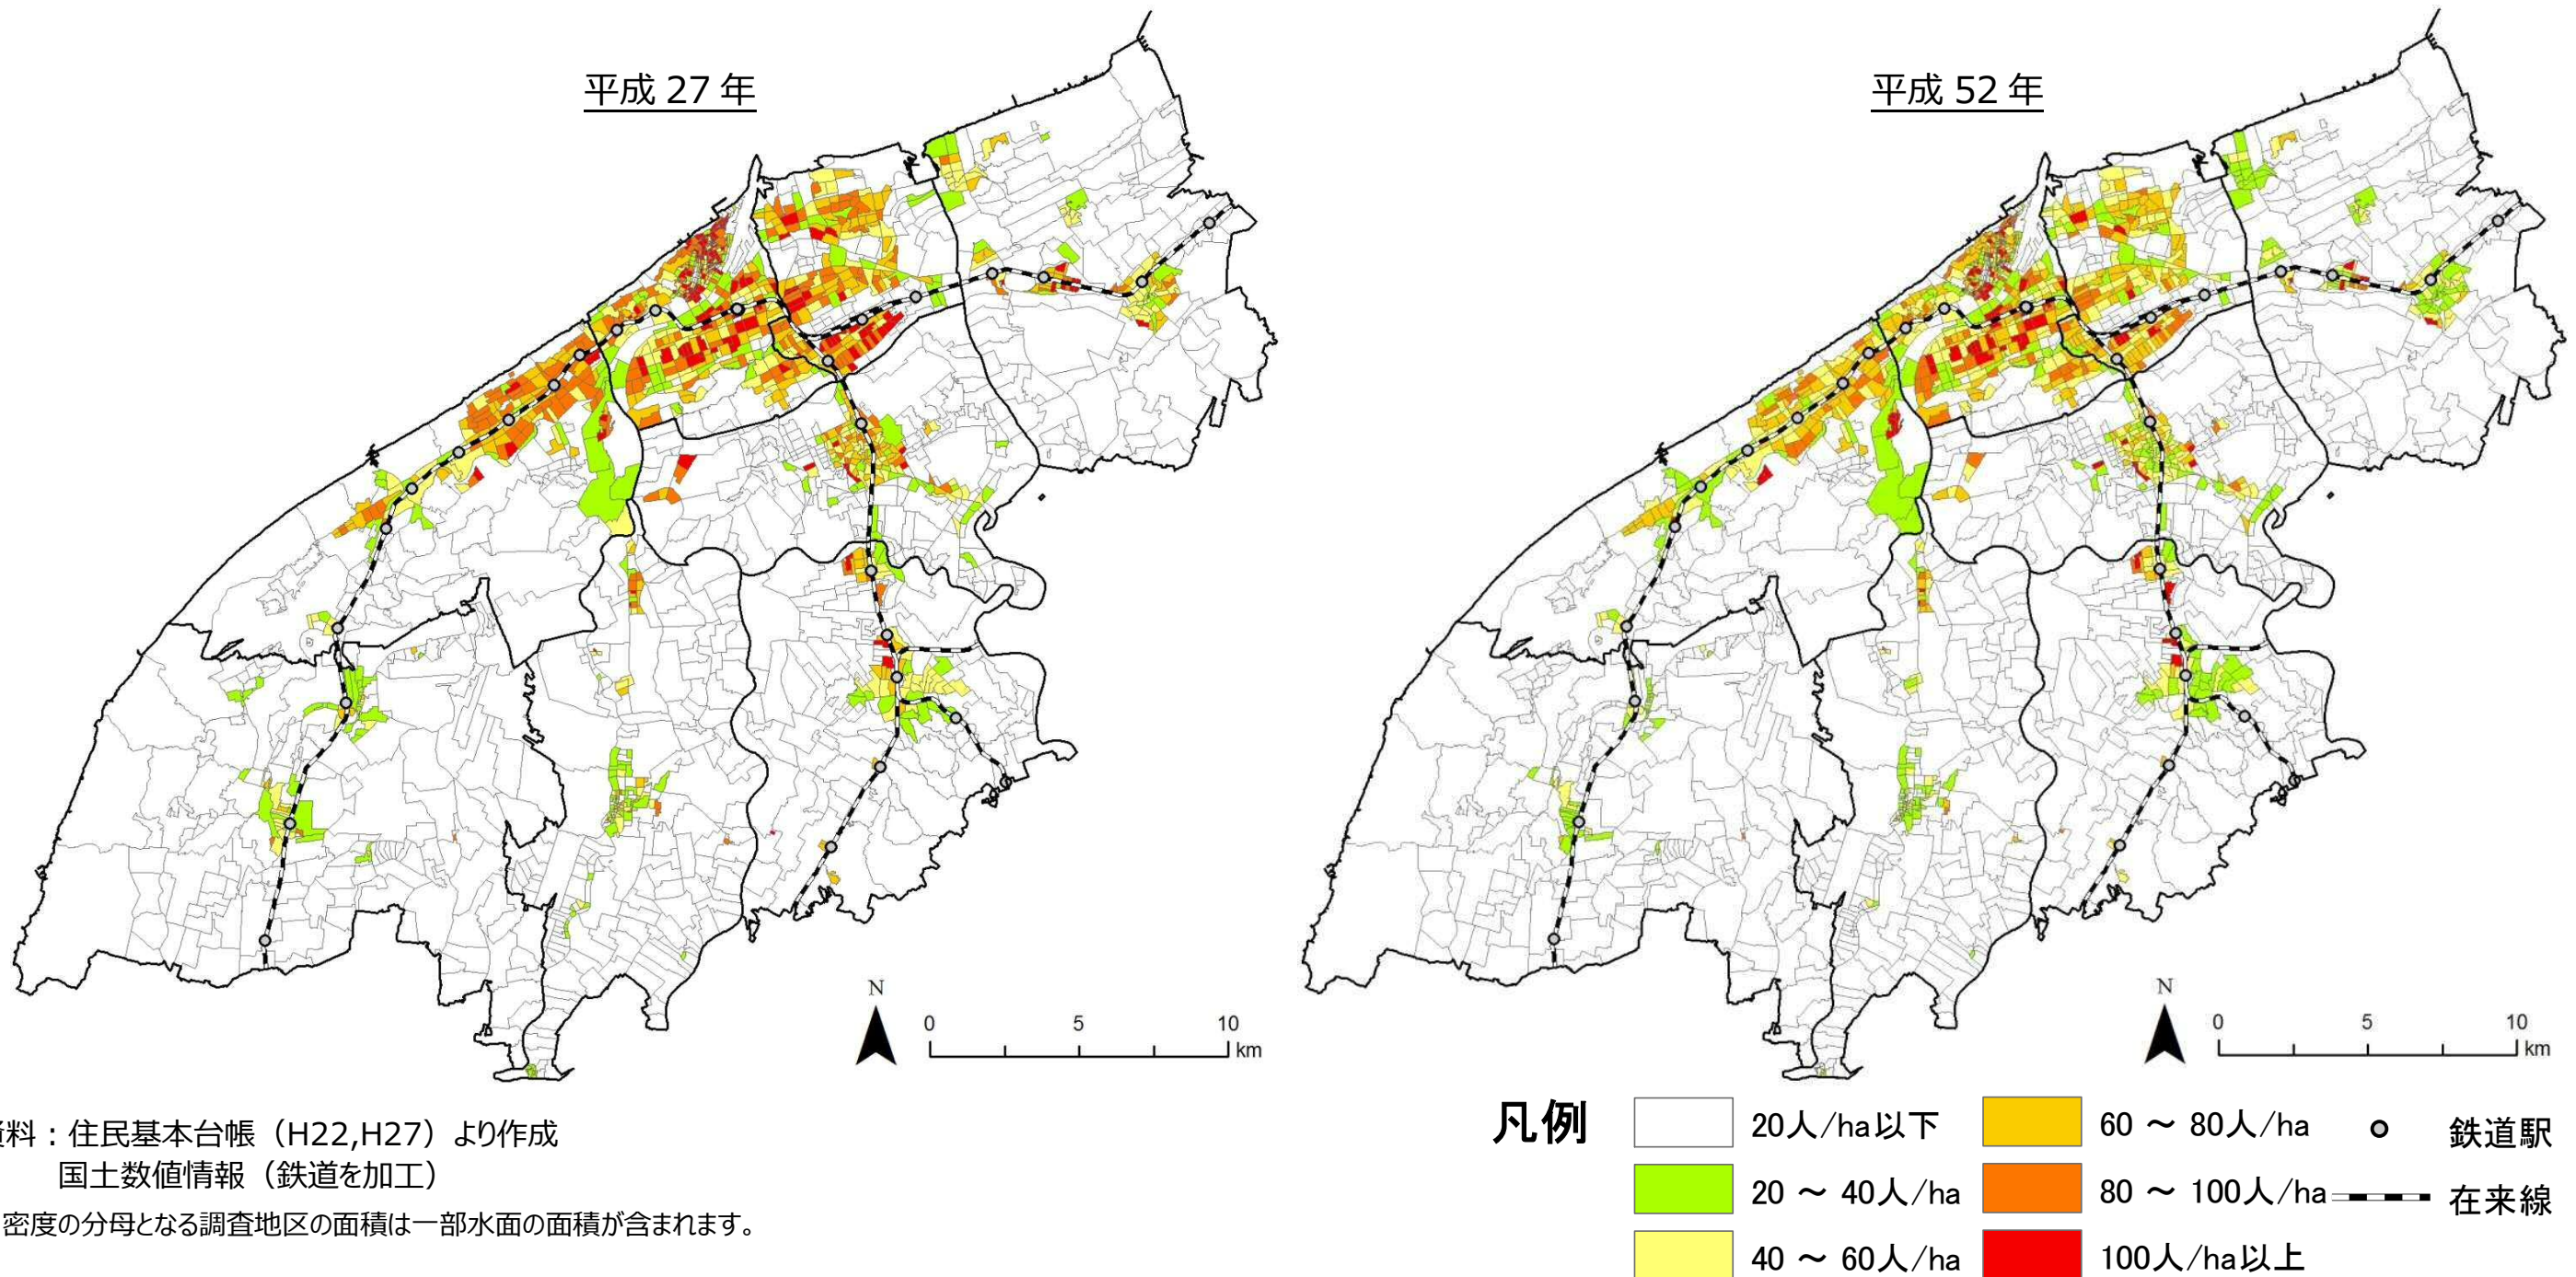 平成 27 年
平成 52 年
N
0 5 10
km
N
0 5 10
km
料：住民基本台帳（H22,H27）より作成
国土数値情報（鉄道を加工）
密度の分母となる調査地区の面積は一部水面の面積が含まれます。
凡例
20人/ha以下
20 ～ 40人/ha
40 ～ 60人/ha
60 ～ 80人/ha
80 ～ 100人/ha
100人/ha以上
鉄道駅
在来線